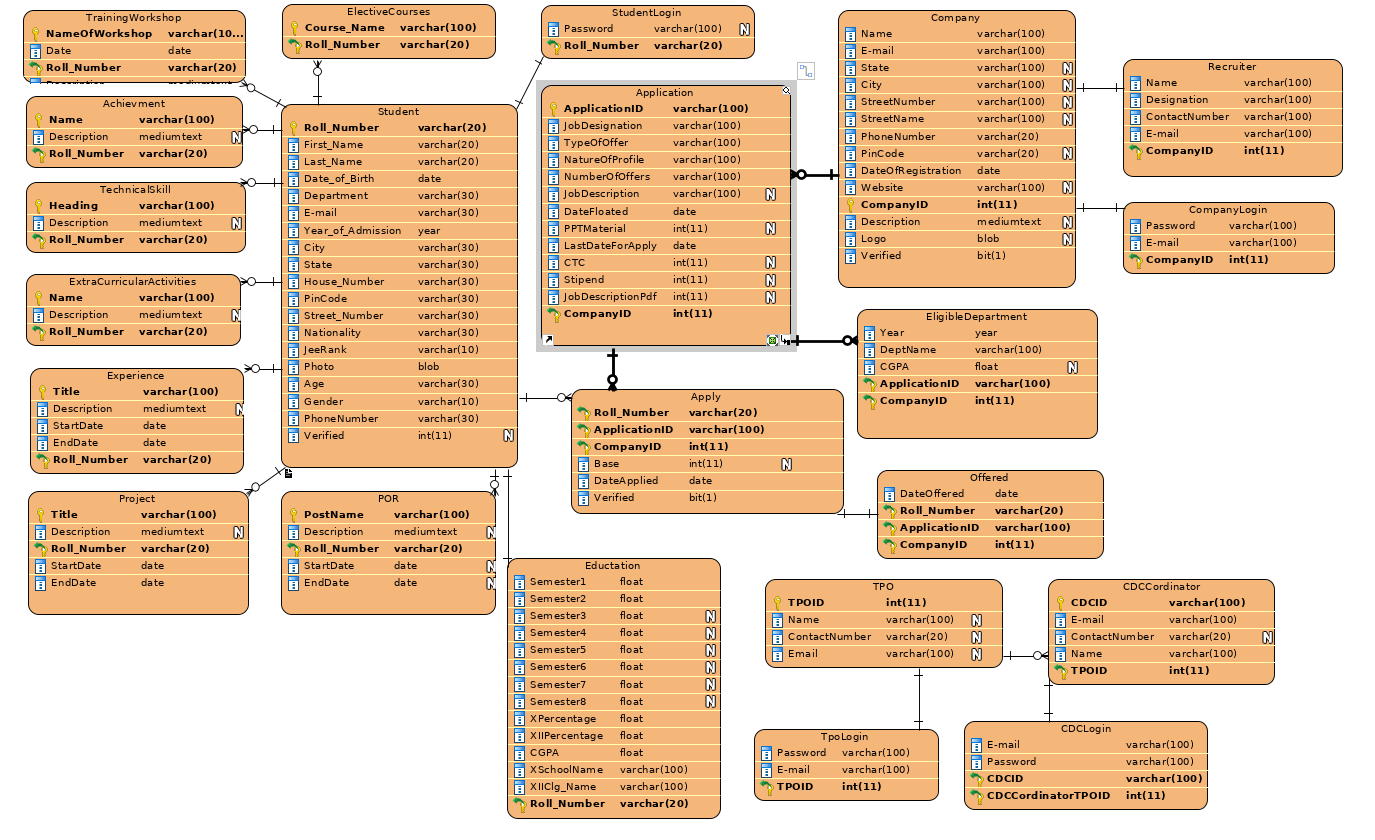 TrainingWorkshop
NameOfWorkshop varchar(10...
Date date
Roll_Number varchar(20)
ElectiveCourses
Course_Name varchar(100)
Roll_Number varchar(20)
StudentLogin
Password varchar(100) N
Roll_Number varchar(20)
Company
Name varchar(100)
E-mail varchar(100)
State varchar(100) N
City varchar(100) N
StreetNumber varchar(100) N
StreetName varchar(100) N
PhoneNumber varchar(20)
PinCode varchar(20) N
DateOfRegistration date
Website varchar(100) N
CompanyID int(11)
Description mediumtext N
Logo blob N
Verified bit(1)
Recruiter
Name varchar(100)
Designation varchar(100)
ContactNumber varchar(100)
E-mail varchar(100)
CompanyID int(11)
CompanyLogin
Password varchar(100)
E-mail varchar(100)
CompanyID int(11)
Achievment
Name varchar(100)
Description mediumtext N
Roll_Number varchar(20)
TechnicalSkill
Heading varchar(100)
Description mediumtext N
Roll_Number varchar(20)
ExtraCurricularActivities
Name varchar(100)
Description mediumtext N
Roll_Number varchar(20)
Experience
Title varchar(100)
Description mediumtext N
StartDate date
EndDate date
Roll_Number varchar(20)
Project
Title varchar(100)
Description mediumtext N
Roll_Number varchar(20)
StartDate date
EndDate date
Student
Roll_Number varchar(20)
First_Name varchar(20)
Last_Name varchar(20)
Date_of_Birth date
Department varchar(30)
E-mail varchar(30)
Year_of_Admission year
City varchar(30)
State varchar(30)
House_Number varchar(30)
PinCode varchar(30)
Street_Number varchar(30)
Nationality varchar(30)
JeeRank varchar(10)
Photo blob
Age varchar(30)
Gender varchar(10)
PhoneNumber varchar(30)
Verified int(11) N
POR
PostName varchar(100)
Description mediumtext N
Roll_Number varchar(20)
StartDate date N
EndDate date N
Application
ApplicationID varchar(100)
JobDesignation varchar(100)
TypeOfOffer varchar(100)
NatureOfProfile varchar(100)
NumberOfOffers varchar(100)
JobDescription varchar(100) N
DateFloated date
PPTMaterial int(11) N
LastDateForApply date
CTC int(11) N
Stipend int(11) N
JobDescriptionPdf int(11) N
CompanyID int(11)
EligibleDepartment
Year year
DeptName varchar(100)
CGPA float N
ApplicationID varchar(100)
CompanyID int(11)
Apply
Roll_Number varchar(20)
ApplicationID varchar(100)
CompanyID int(11)
Base int(11) N
DateApplied date
Verified bit(1)
Offered
DateOffered date
Roll_Number varchar(20)
ApplicationID varchar(100)
CompanyID int(11)
Eductation
Semester1 float
Semester2 float
Semester3 float N
Semester4 float N
Semester5 float N
Semester6 float N
Semester7 float N
Semester8 float N
XPercentage float
XIIPercentage float
CGPA float
XSchoolName varchar(100)
XIIClg_Name varchar(100)
Roll_Number varchar(20)
TPO
TPOID int(11)
Name varchar(100) N
ContactNumber varchar(20) N
Email varchar(100) N
CDCCordinator
CDCID varchar(100)
E-mail varchar(100)
ContactNumber varchar(20) N
Name varchar(100)
TPOID int(11)
TpoLogin
Password varchar(100)
E-mail varchar(100)
TPOID int(11)
CDCLogin
E-mail varchar(100)
Password varchar(100)
CDCID varchar(100)
CDCCordinatorTPOID int(11)